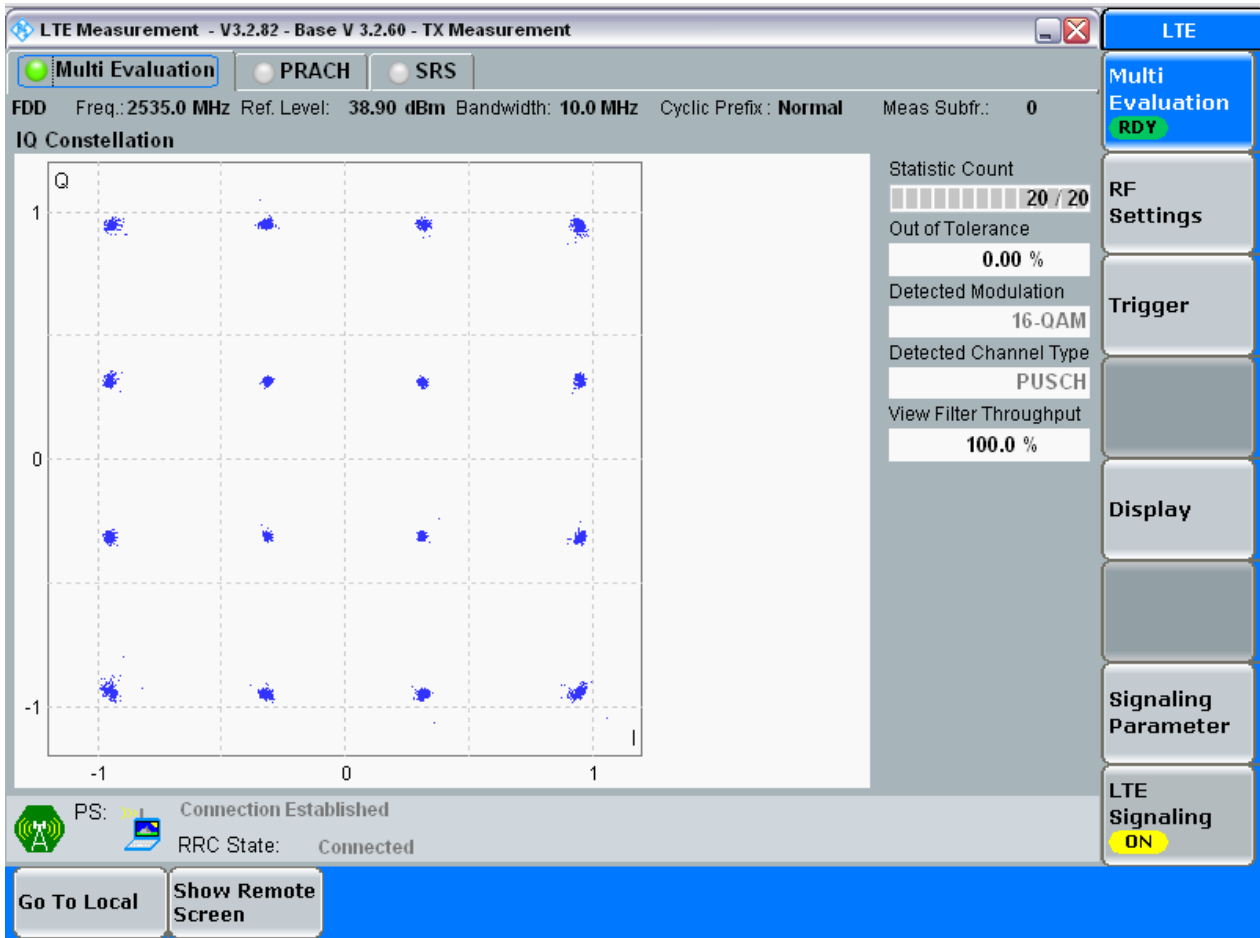 LTE Measurement - V3.2.82 - Base V 3.2.60 - TX Measurement
LTE
Multi Evaluation PRACH SRS
Multi
Evaluation
RDY
FDD Freq.: 2535.0 MHz Ref. Level: 38.90 dBm Bandwidth: 10.0 MHz Cyclic Prefix : Normal Meas Subfr.: 0
IQ Constellation
Q
1
0
-1
I
-1 0 1
Statistic Count
20 / 20
Out of Tolerance
0.00 %
Detected Modulation
16-QAM
Detected Channel Type
PUSCH
View Filter Throughput
100.0 %
RF
Settings
Trigger
Display
Signaling
Parameter
LTE
Signaling
ON
PS: Connection Established
RRC State: Connected
Go To Local
Show Remote
Screen